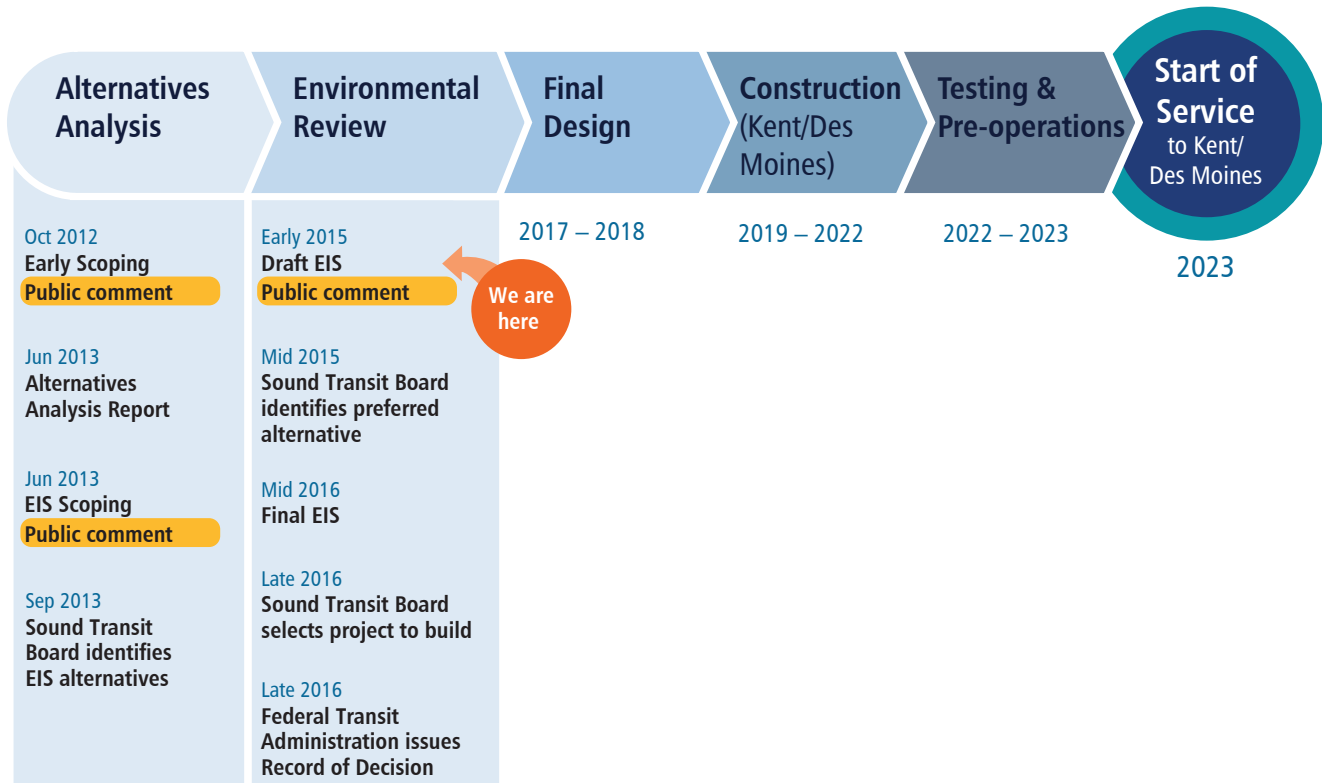 Alternatives
Analysis
Environmental
Review
Final
Design
Construction
(Kent/Des
Moines)
Testing &
Pre-operations
Start of
Service
to Kent/
Des Moines
Oct 2012
Early Scoping
Public comment
Jun 2013
Alternatives
Analysis Report
Jun 2013
EIS Scoping
Public comment
Sep 2013
Sound Transit
Board identifies
EIS alternatives
Early 2015
Draft EIS
Public comment
We are
here
Mid 2015
Sound Transit Board
identifies preferred
alternative
Mid 2016
Final EIS
Late 2016
Sound Transit Board
selects project to build
Late 2016
Federal Transit
Administration issues
Record of Decision
2017 – 2018
2019 – 2022
2022 – 2023
2023